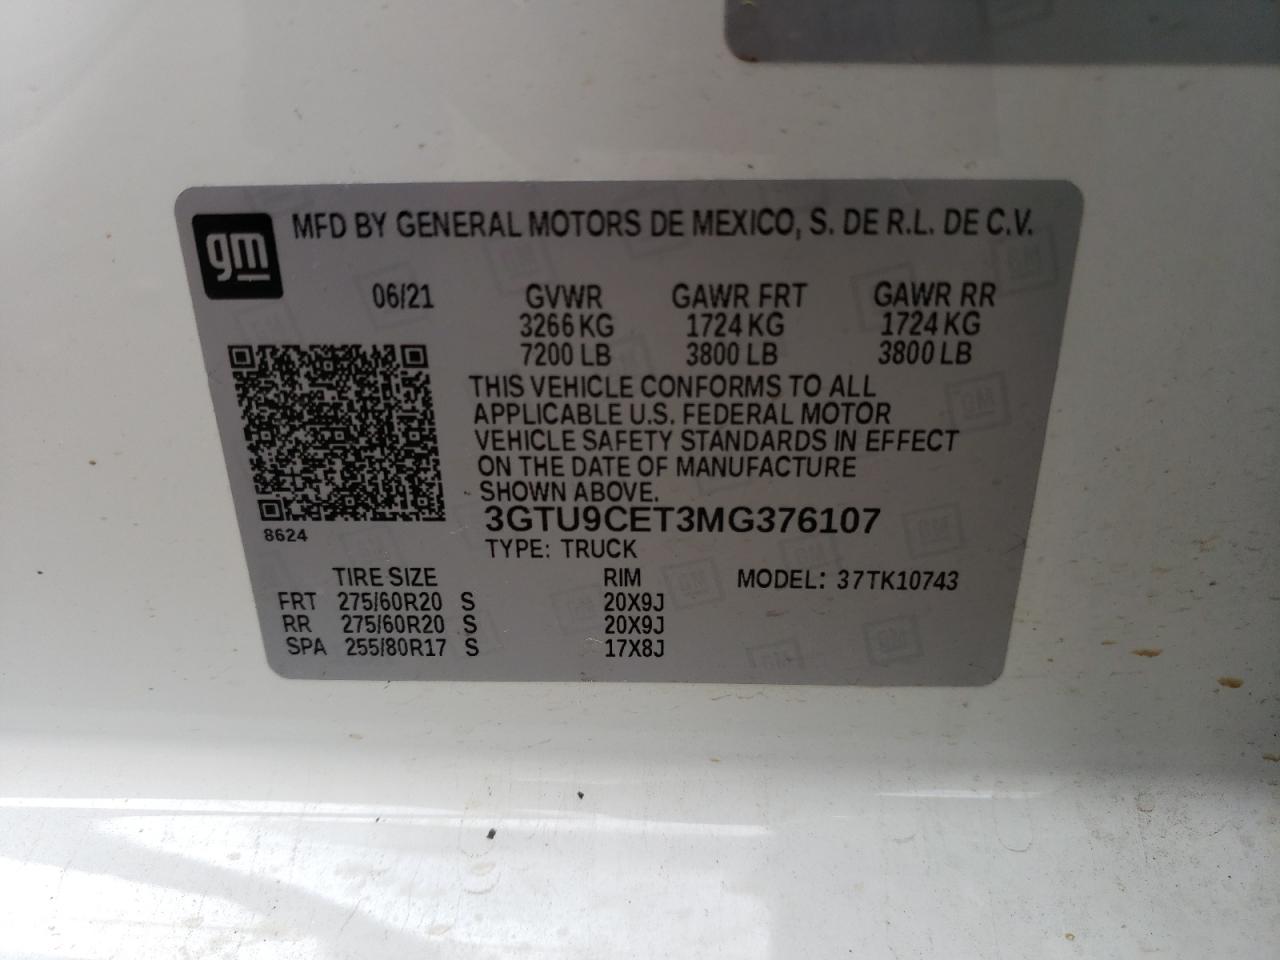 gm MFD BY GENERAL MOTORS DE MEXICO, S. DE R.L. DE C.V.
06/21 GVWR GAWR FRT GAWR RR
3266 KG 1724 KG 1724 KG
7200 LB 3800 LB 3800 LB
THIS VEHICLE CONFORMS TO ALL
APPLICABLE U.S. FEDERAL MOTOR
VEHICLE SAFETY STANDARDS IN EFFECT
ON THE DATE OF MANUFACTURE
SHOWN ABOVE.
3GTU9CET3MG376107
8624
TYPE: TRUCK
TIRE SIZE RIM MODEL: 37TK10743
FRT 275/60R20 S 20X9J
RR 275/60R20 S 20X9J
SPA 255/80R17 S 17X8J